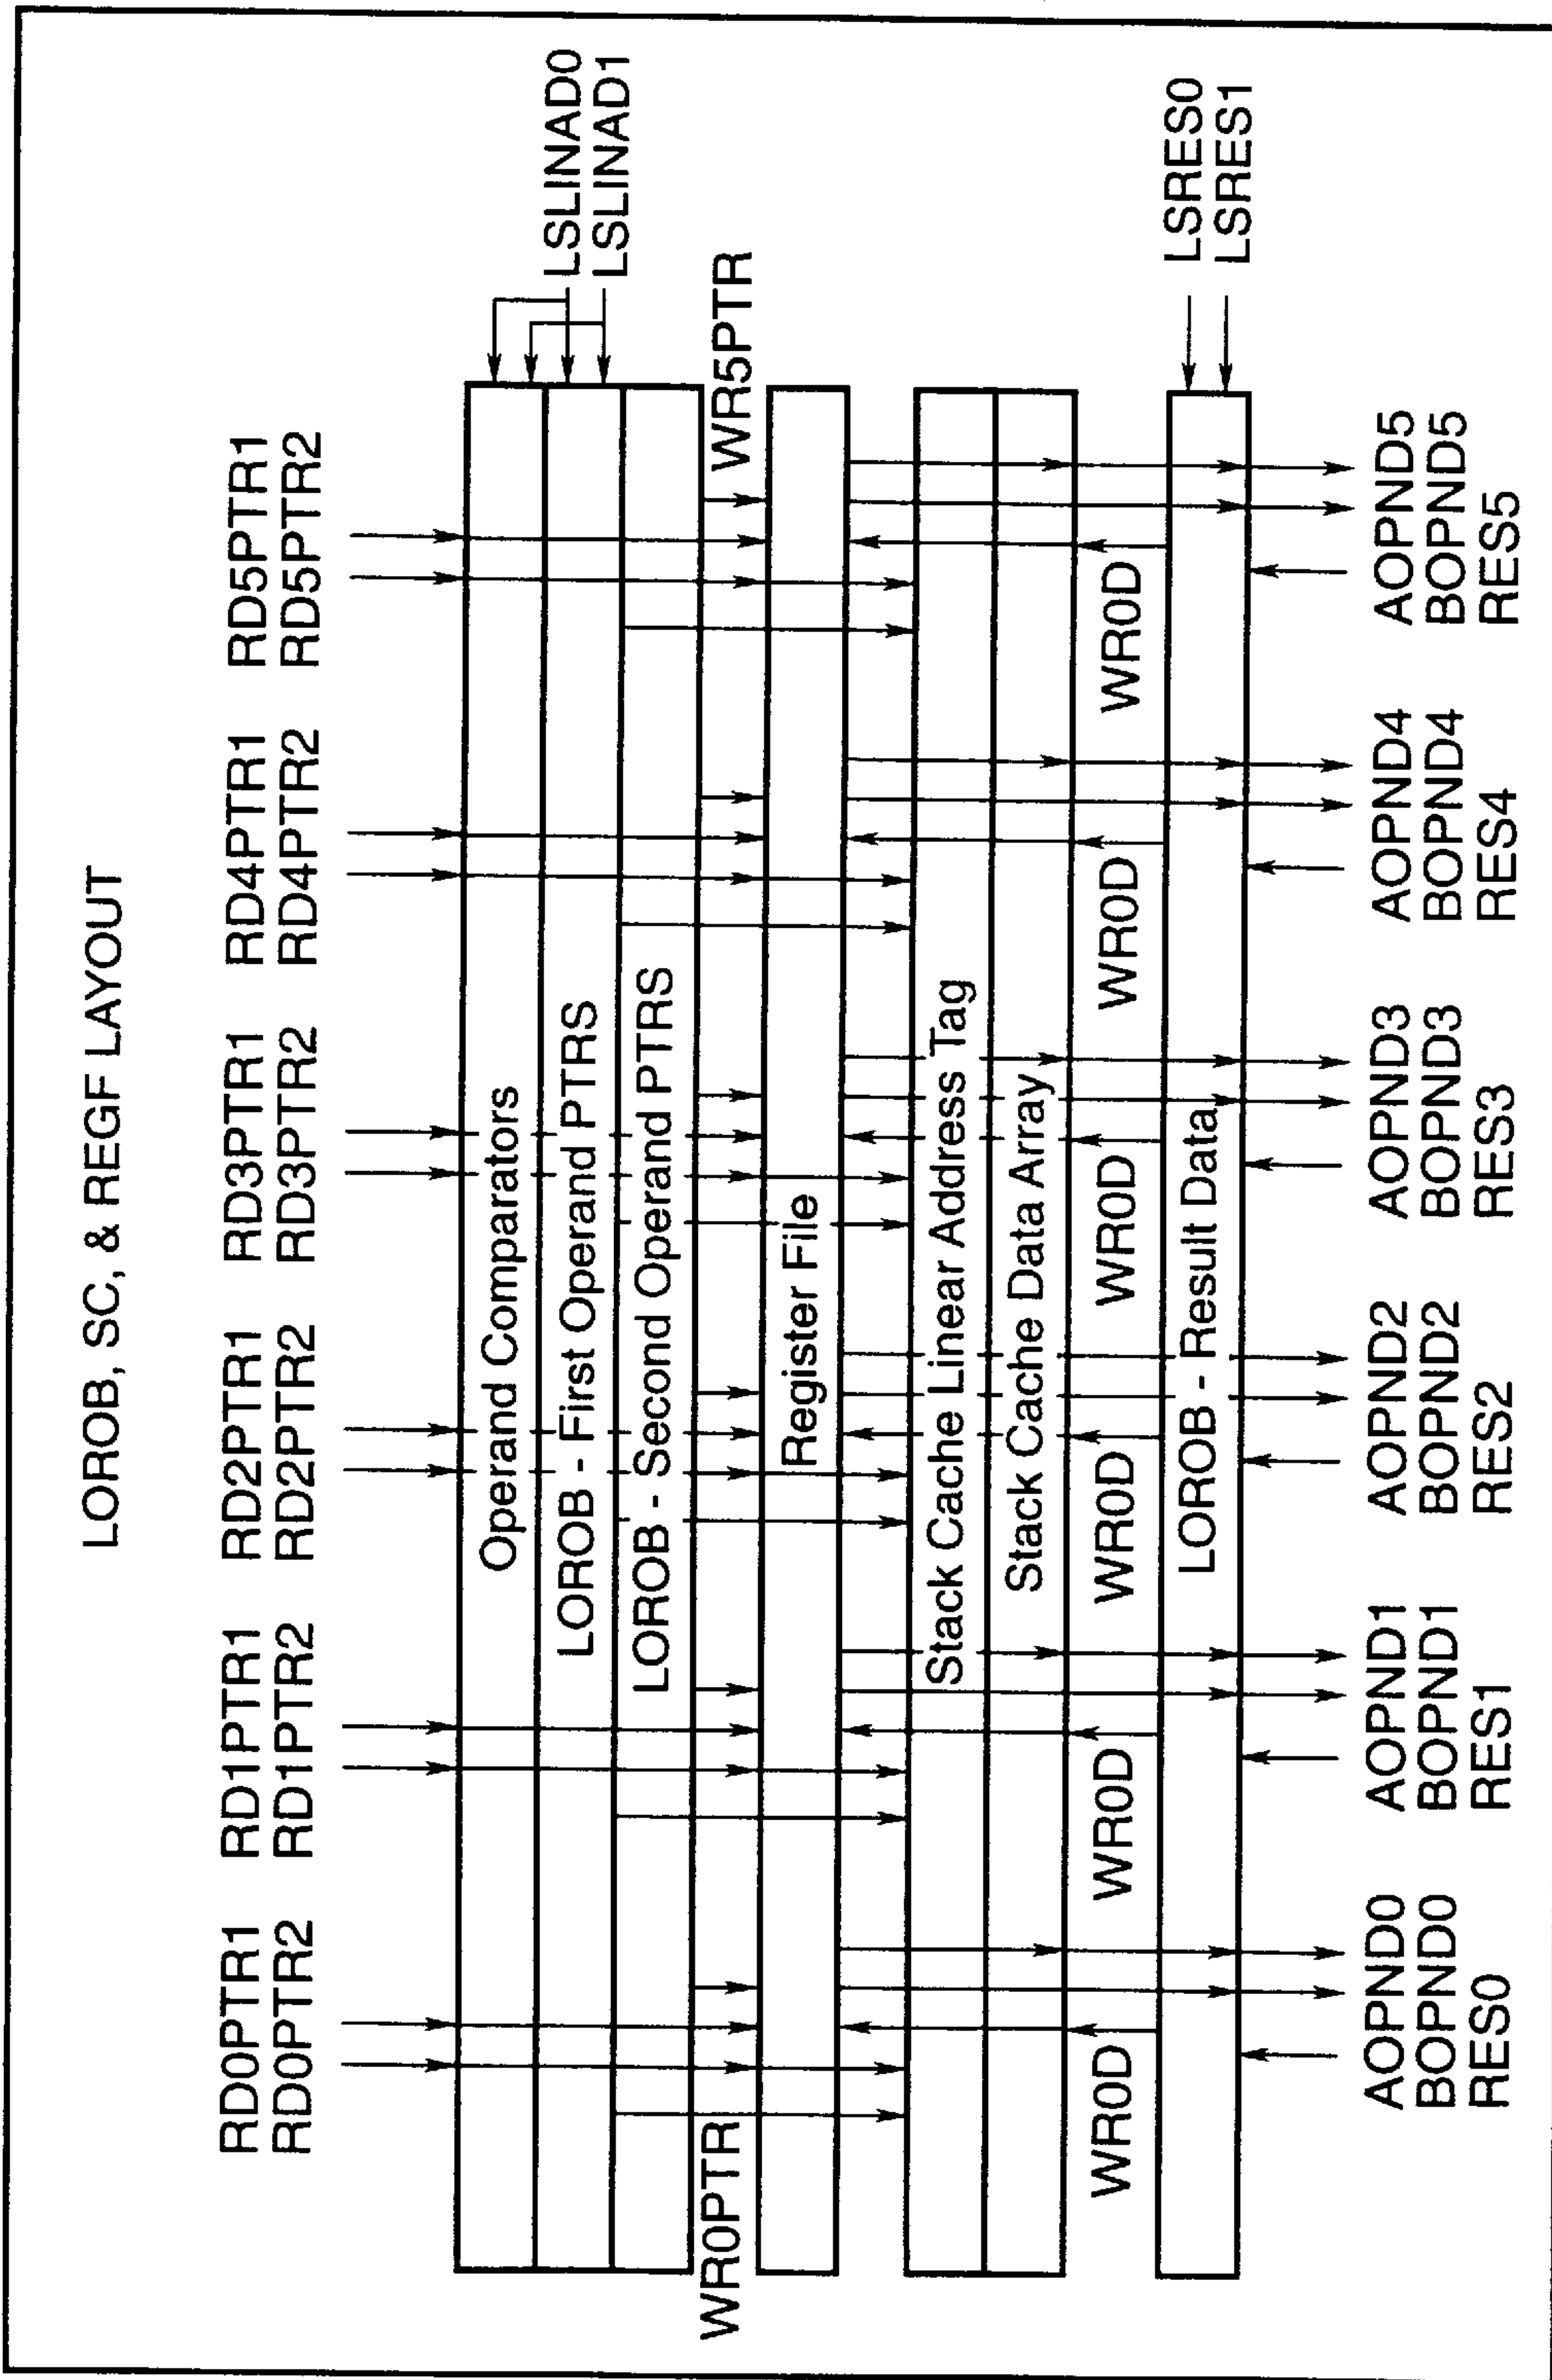 LOROB, SC, & REGF LAYOUT
RD0PTR1 RD1PTR1 RD2PTR1 RD3PTR1 RD4PTR1 RD5PTR1
RD0PTR2 RD1PTR2 RD2PTR2 RD3PTR2 RD4PTR2 RD5PTR2
Operand Comparators
LSLINAD0
LOROB - First Operand PTRS
LSLINAD1
LOROB - Second Operand PTRS
WR0PTR WR5PTR
Register File
Stack Cache Linear Address Tag
Stack Cache Data Array
WR0D WR0D WR0D WR0D WR0D WR0D
LSRES0
LOROB - Result Data
LSRES1
AOPND0 AOPND1 AOPND2 AOPND3 AOPND4 AOPND5
BOPND0 BOPND1 BOPND2 BOPND3 BOPND4 BOPND5
RES0 RES1 RES2 RES3 RES4 RES5